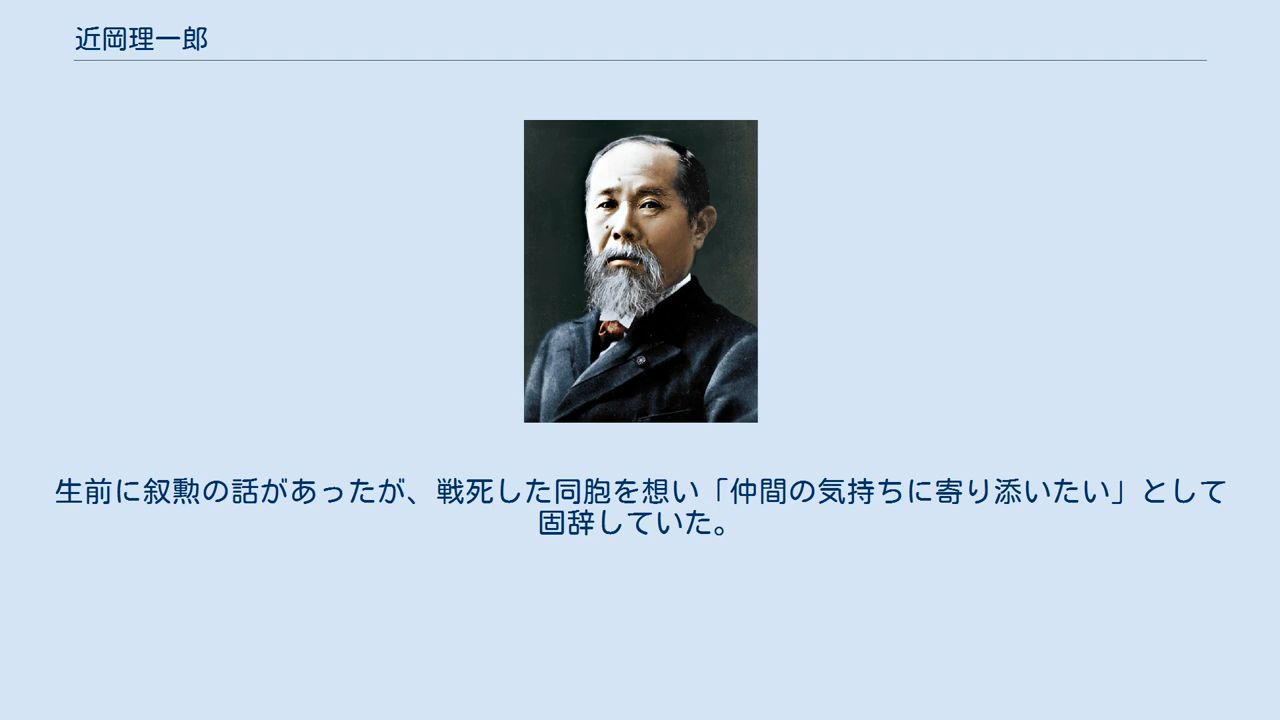 近岡理一郎
生前に叙勲の話があったが、戦死した同胞を想い「仲間の気持ちに寄り添いたい」として
固辞していた。